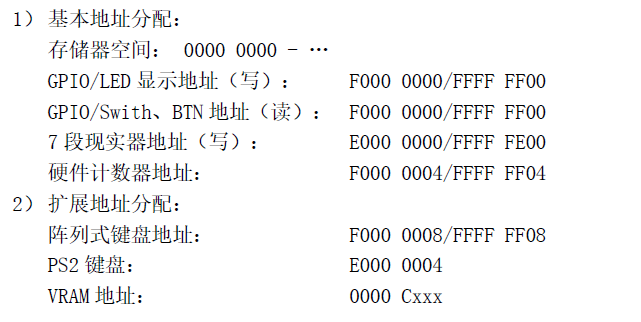 1） 基本地址分配：
存储器空间： 0000 0000 - …
GPIO/LED 显示地址（写）： F000 0000/FFFF FF00
GPIO/Swith、BTN 地址（读）： F000 0000/FFFF FF00
7 段现实器地址（写）： E000 0000/FFFF FE00
硬件计数器地址： F000 0004/FFFF FF04
2） 扩展地址分配：
阵列式键盘地址： F000 0008/FFFF FF08
PS2 键盘： E000 0004
VRAM 地址： 0000 Cxxx